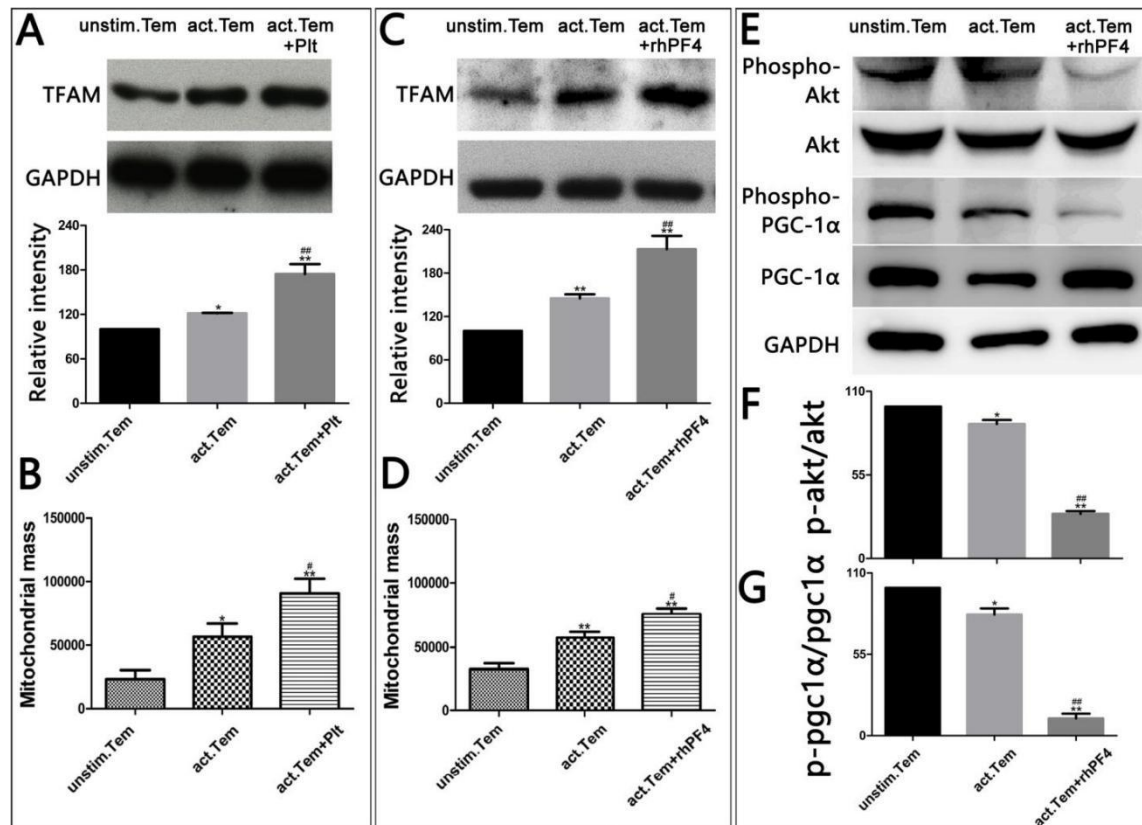 A
unstim.Tem act.Tem act.Tem
+Plt
TFAM
GAPDH
Relative intensity
240
180
120
60
0
*
##
**
unstim.Tem
act.Tem
act.Tem+Plt
B
Mitochondrial mass
150000
100000
50000
0
*
#
**
unstim.Tem
act.Tem
act.Tem+Plt
C
unstim.Tem act.Tem act.Tem
+rhPF4
TFAM
GAPDH
Relative intensity
240
180
120
60
0
**
##
**
unstim.Tem
act.Tem
act.Tem+rhPF4
D
Mitochondrial mass
150000
100000
50000
0
**
#
**
unstim.Tem
act.Tem
act.Tem+rhPF4
E
unstim.Tem act.Tem act.Tem
+rhPF4
Phospho-
Akt
Akt
Phospho-
PGC-1α
PGC-1α
GAPDH
F
p-akt/akt
110
55
0
*
##
**
G
p-pgc1α/pgc1α
110
55
0
*
##
**
unstim.Tem
act.Tem
act.Tem+rhPF4